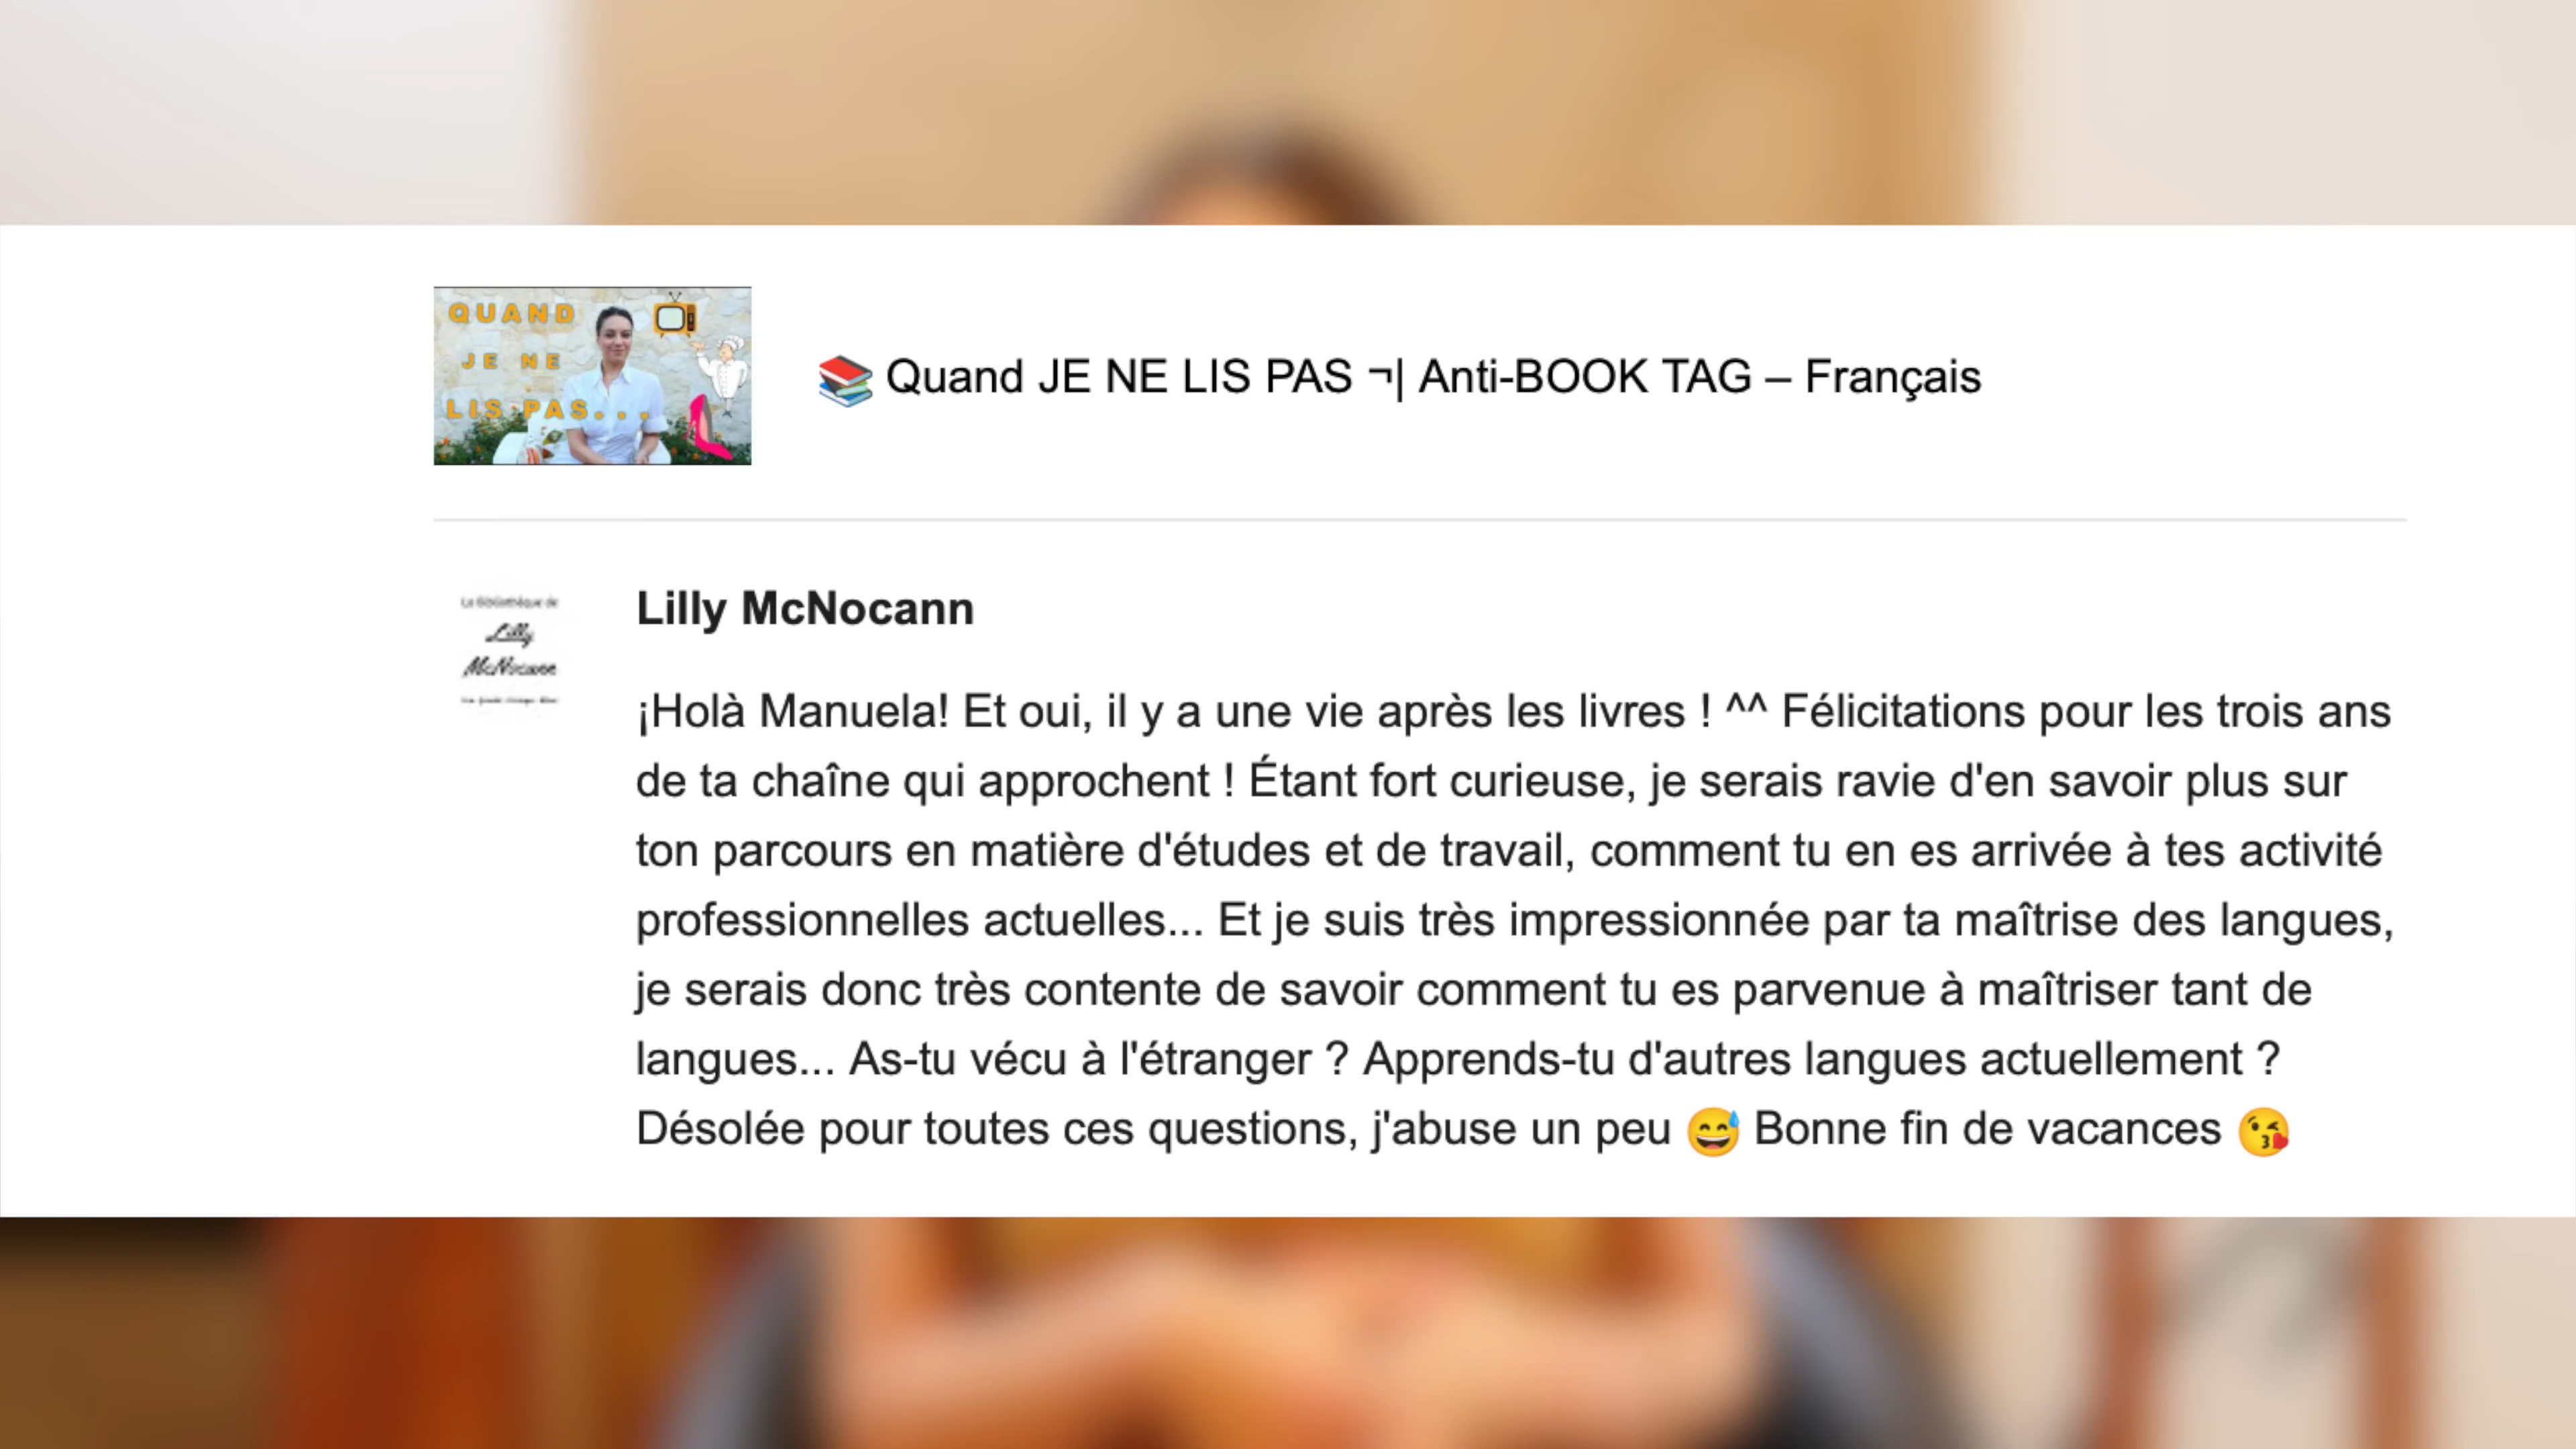 QUAND
JE NE
LIS PAS...
📚 Quand JE NE LIS PAS ¬| Anti-BOOK TAG – Français
La Bibliothèque de
Lilly
McNocann
Lilly McNocann
¡Holà Manuela! Et oui, il y a une vie après les livres ! ^^ Félicitations pour les trois ans
de ta chaîne qui approchent ! Étant fort curieuse, je serais ravie d'en savoir plus sur
ton parcours en matière d'études et de travail, comment tu en es arrivée à tes activité
professionnelles actuelles... Et je suis très impressionnée par ta maîtrise des langues,
je serais donc très contente de savoir comment tu es parvenue à maîtriser tant de
langues... As-tu vécu à l'étranger ? Apprends-tu d'autres langues actuellement ?
Désolée pour toutes ces questions, j'abuse un peu 😅 Bonne fin de vacances 😘